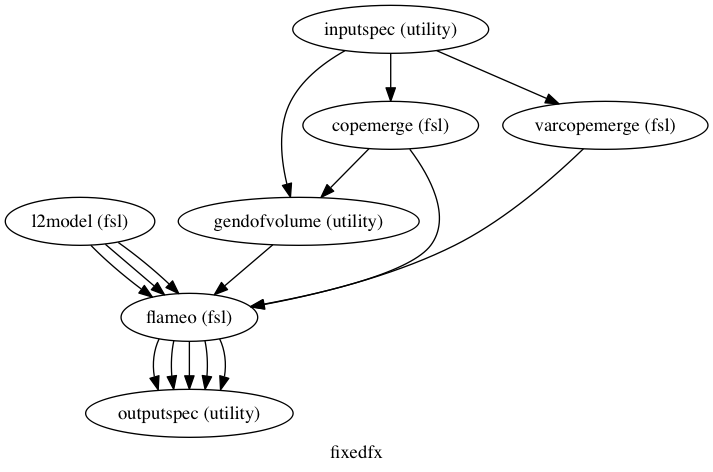 inputspec (utility)
copemerge (fsl)
varcopemerge (fsl)
l2model (fsl)
gendofvolume (utility)
flameo (fsl)
outputspec (utility)
fixedfx